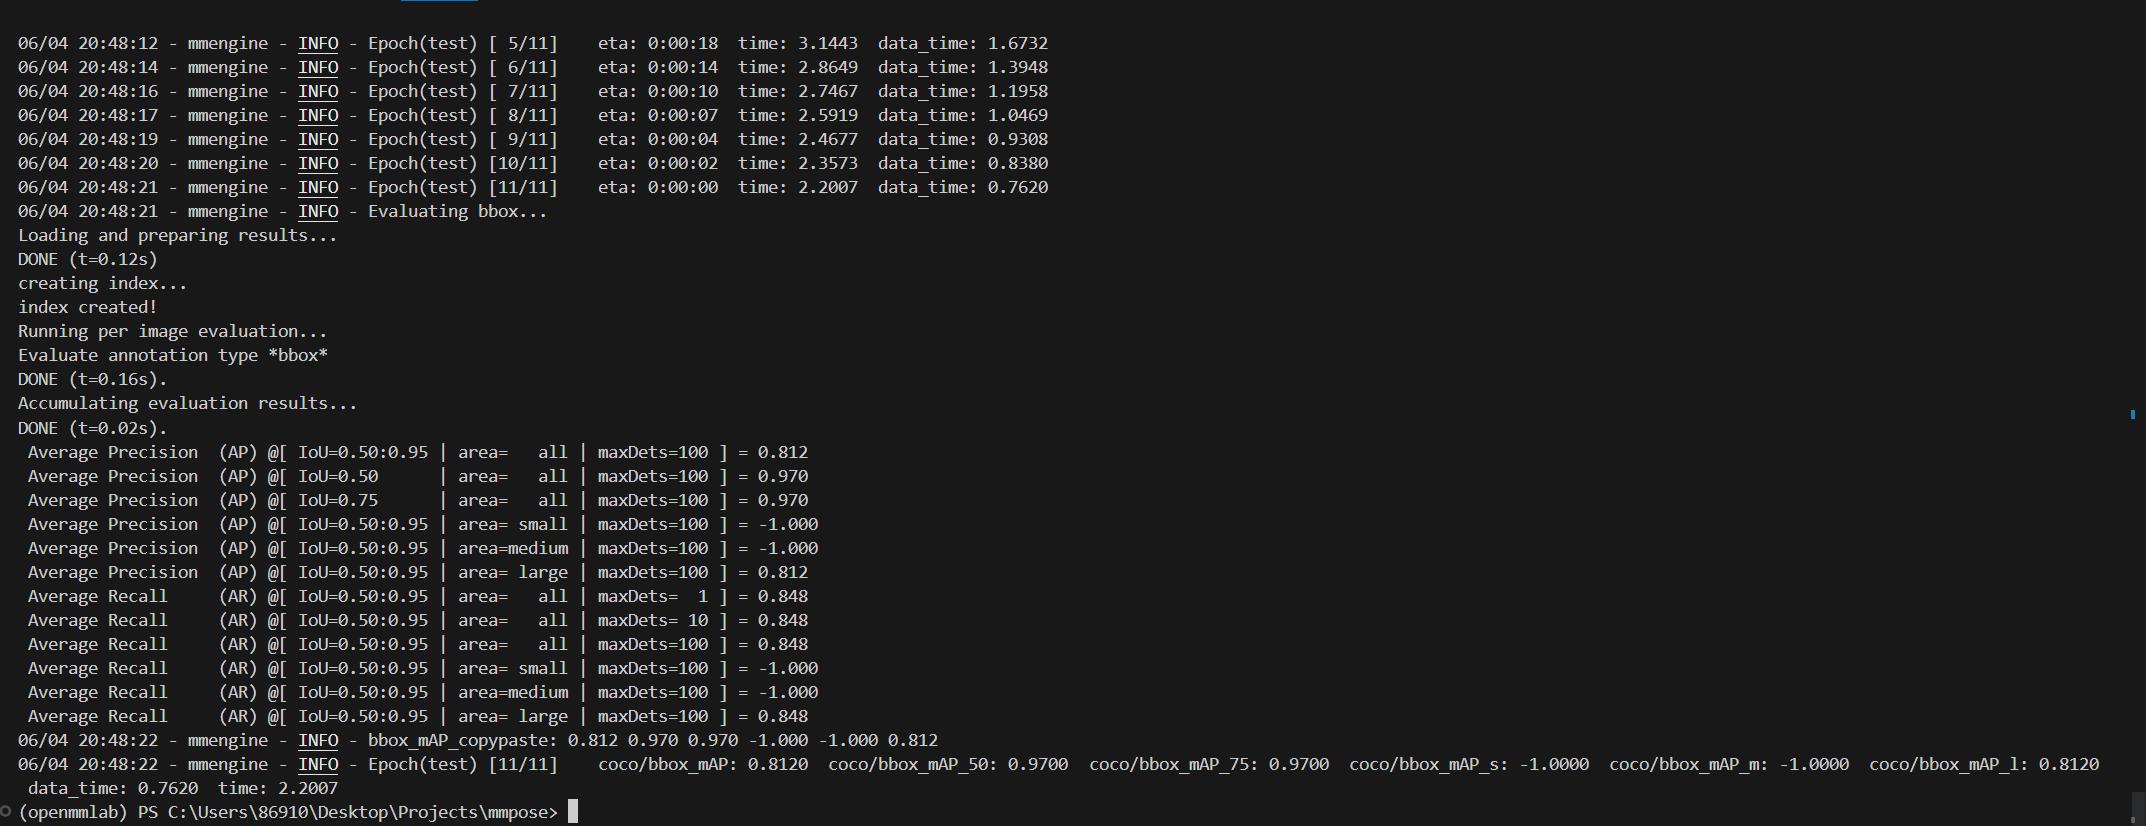 06/04 20:48:12 - mmengine - INFO - Epoch(test) [ 5/11]    eta: 0:00:18  time: 3.1443  data_time: 1.6732
06/04 20:48:14 - mmengine - INFO - Epoch(test) [ 6/11]    eta: 0:00:14  time: 2.8649  data_time: 1.3948
06/04 20:48:16 - mmengine - INFO - Epoch(test) [ 7/11]    eta: 0:00:10  time: 2.7467  data_time: 1.1958
06/04 20:48:17 - mmengine - INFO - Epoch(test) [ 8/11]    eta: 0:00:07  time: 2.5919  data_time: 1.0469
06/04 20:48:19 - mmengine - INFO - Epoch(test) [ 9/11]    eta: 0:00:04  time: 2.4677  data_time: 0.9308
06/04 20:48:20 - mmengine - INFO - Epoch(test) [10/11]    eta: 0:00:02  time: 2.3573  data_time: 0.8380
06/04 20:48:21 - mmengine - INFO - Epoch(test) [11/11]    eta: 0:00:00  time: 2.2007  data_time: 0.7620
06/04 20:48:21 - mmengine - INFO - Evaluating bbox...
Loading and preparing results...
DONE (t=0.12s)
creating index...
index created!
Running per image evaluation...
Evaluate annotation type *bbox*
DONE (t=0.16s).
Accumulating evaluation results...
DONE (t=0.02s).
 Average Precision  (AP) @[ IoU=0.50:0.95 | area=   all | maxDets=100 ] = 0.812
 Average Precision  (AP) @[ IoU=0.50      | area=   all | maxDets=100 ] = 0.970
 Average Precision  (AP) @[ IoU=0.75      | area=   all | maxDets=100 ] = 0.970
 Average Precision  (AP) @[ IoU=0.50:0.95 | area= small | maxDets=100 ] = -1.000
 Average Precision  (AP) @[ IoU=0.50:0.95 | area=medium | maxDets=100 ] = -1.000
 Average Precision  (AP) @[ IoU=0.50:0.95 | area= large | maxDets=100 ] = 0.812
 Average Recall     (AR) @[ IoU=0.50:0.95 | area=   all | maxDets=  1 ] = 0.848
 Average Recall     (AR) @[ IoU=0.50:0.95 | area=   all | maxDets= 10 ] = 0.848
 Average Recall     (AR) @[ IoU=0.50:0.95 | area=   all | maxDets=100 ] = 0.848
 Average Recall     (AR) @[ IoU=0.50:0.95 | area= small | maxDets=100 ] = -1.000
 Average Recall     (AR) @[ IoU=0.50:0.95 | area=medium | maxDets=100 ] = -1.000
 Average Recall     (AR) @[ IoU=0.50:0.95 | area= large | maxDets=100 ] = 0.848
06/04 20:48:22 - mmengine - INFO - bbox_mAP_copypaste: 0.812 0.970 0.970 -1.000 -1.000 0.812
06/04 20:48:22 - mmengine - INFO - Epoch(test) [11/11]    coco/bbox_mAP: 0.8120  coco/bbox_mAP_50: 0.9700  coco/bbox_mAP_75: 0.9700  coco/bbox_mAP_s: -1.0000  coco/bbox_mAP_m: -1.0000  coco/bbox_mAP_l: 0.8120
 data_time: 0.7620  time: 2.2007
(openmmlab) PS C:\Users\86910\Desktop\Projects\mmpose>